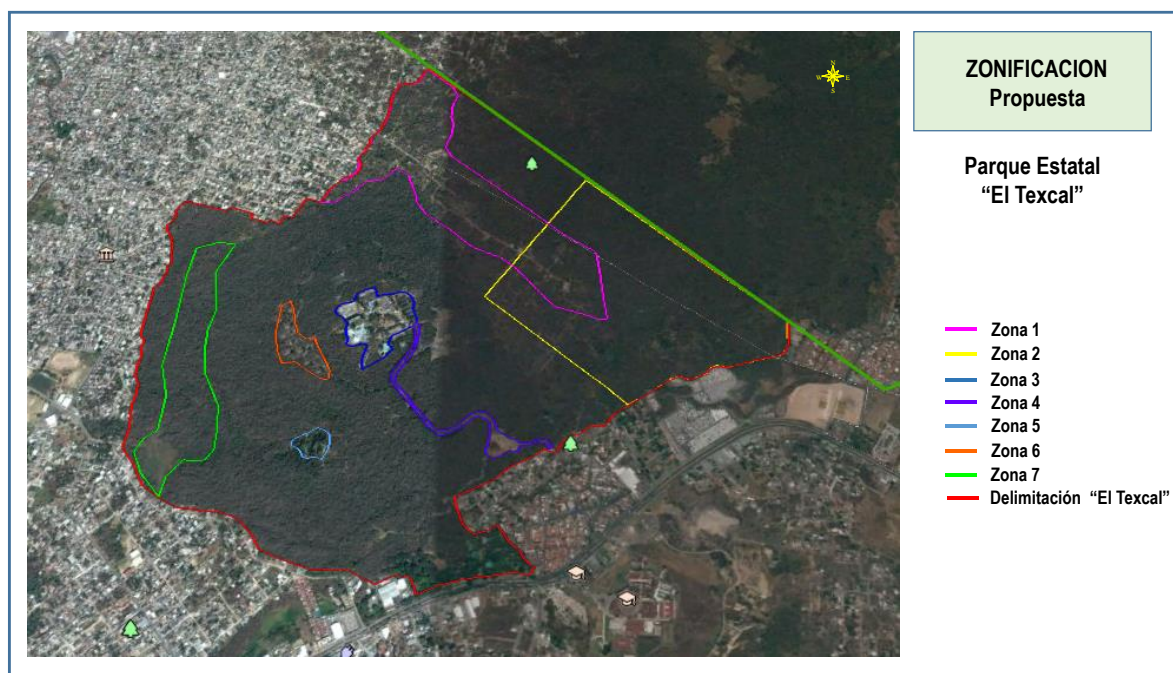 ZONIFICACION
Propuesta
Parque Estatal
“El Texcal”
N
W E
S
Zona 1
Zona 2
Zona 3
Zona 4
Zona 5
Zona 6
Zona 7
Delimitación “El Texcal”